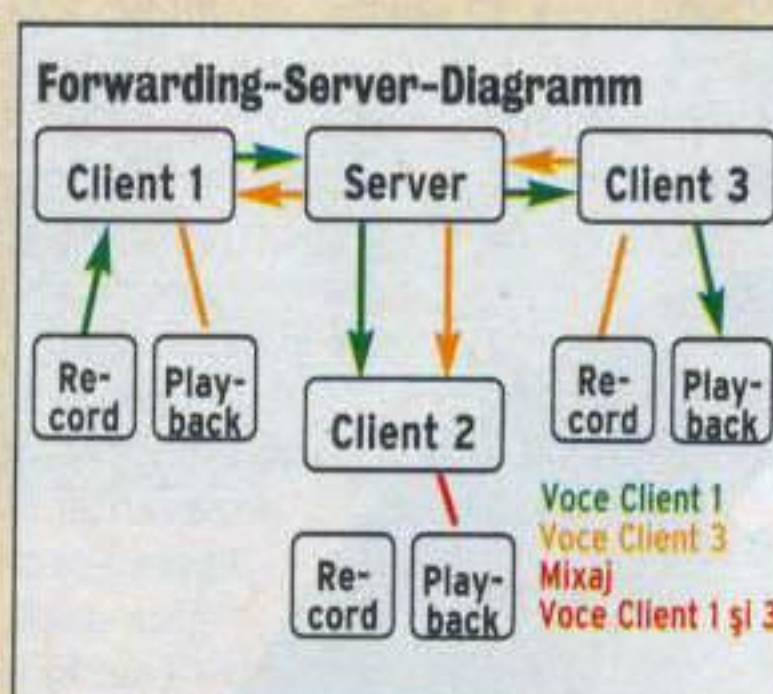 Forwarding-Server-Diagramm
Client 1
Server
Client 3
Re-
cord
Play-
back
Client 2
Re-
cord
Play-
back
Re-
cord
Play-
back
Voce Client 1
Voce Client 3
Mixaj
Voce Client 1 şi 3